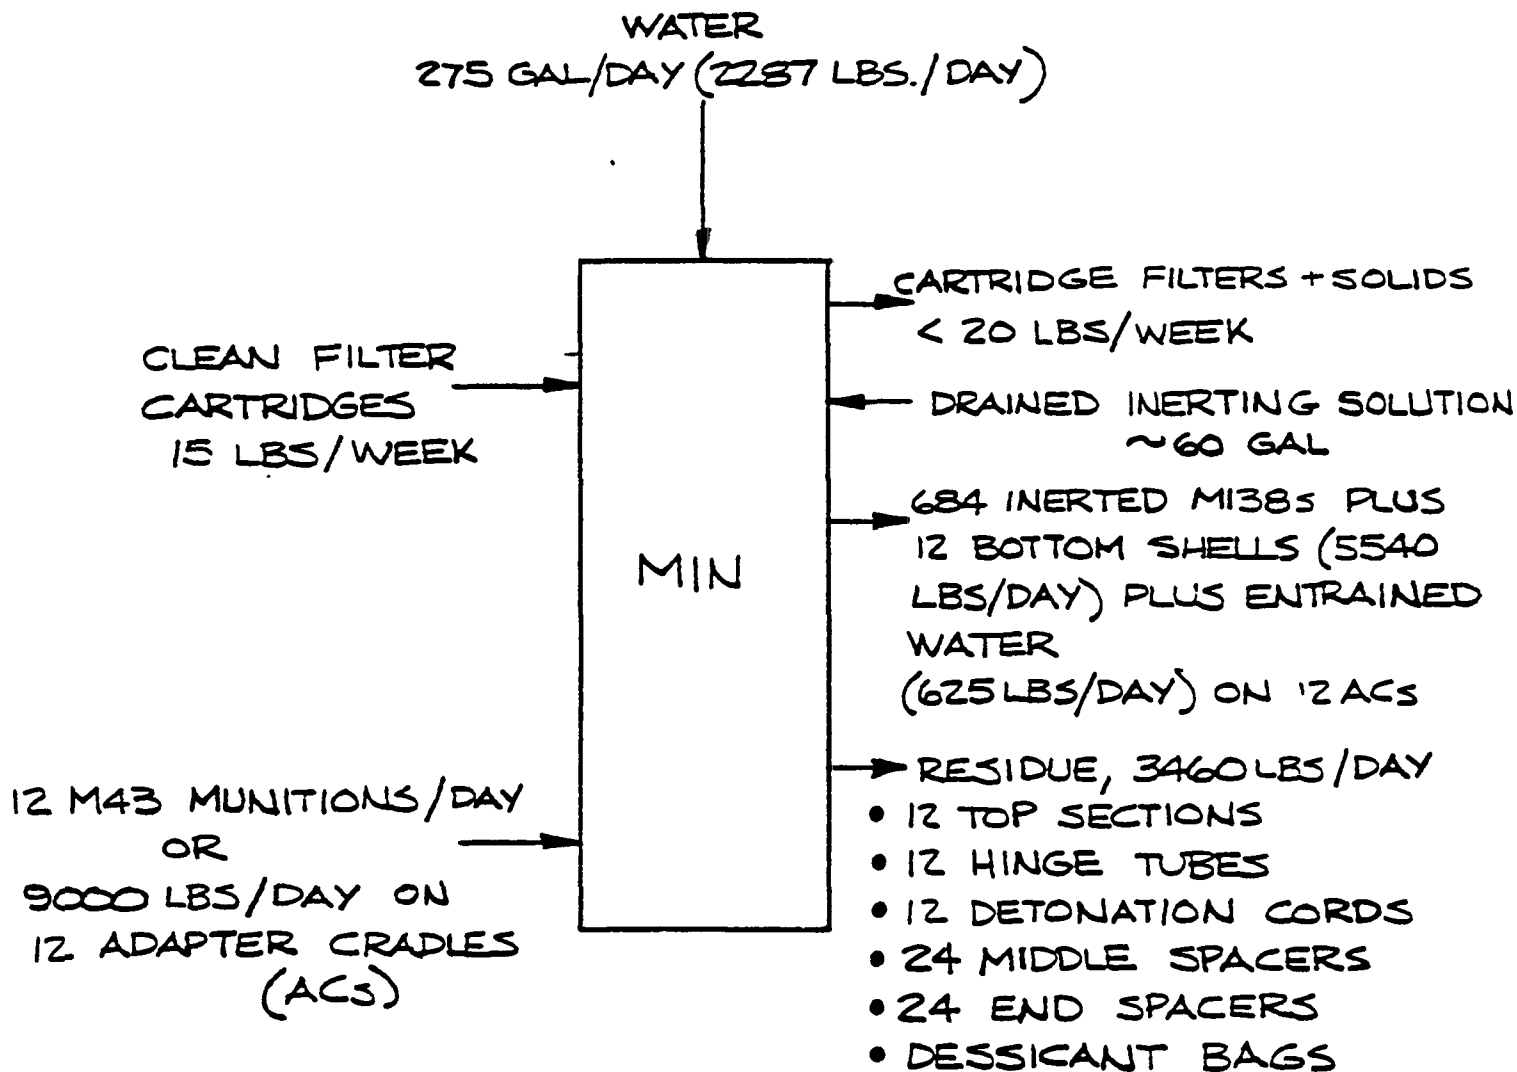 WATER
275 GAL/DAY (2287 LBS./DAY)
CLEAN FILTER
CARTRIDGES
15 LBS/WEEK
12 M43 MUNITIONS/DAY
OR
9000 LBS/DAY ON
12 ADAPTER CRADLES
(ACs)
MIN
CARTRIDGE FILTERS + SOLIDS
< 20 LBS/WEEK
DRAINED INERTING SOLUTION
~60 GAL
684 INERTED M138s PLUS
12 BOTTOM SHELLS (5540
LBS/DAY) PLUS ENTRAINED
WATER
(625 LBS/DAY) ON 12 ACs
RESIDUE, 3460 LBS/DAY
• 12 TOP SECTIONS
• 12 HINGE TUBES
• 12 DETONATION CORDS
• 24 MIDDLE SPACERS
• 24 END SPACERS
• DESSICANT BAGS